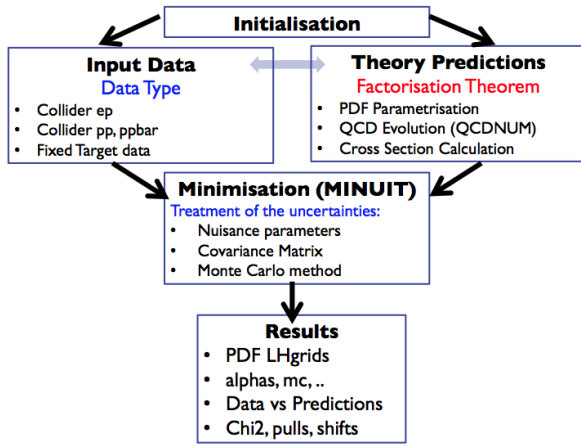 Initialisation
Input Data
Data Type
• Collider ep
• Collider pp, ppbar
• Fixed Target data
Theory Predictions
Factorisation Theorem
• PDF Parametrisation
• QCD Evolution (QCDNUM)
• Cross Section Calculation
Minimisation (MINUIT)
Treatment of the uncertainties:
• Nuisance parameters
• Covariance Matrix
• Monte Carlo method
Results
• PDF LHgrids
• alphas, mc, ..
• Data vs Predictions
• Chi2, pulls, shifts